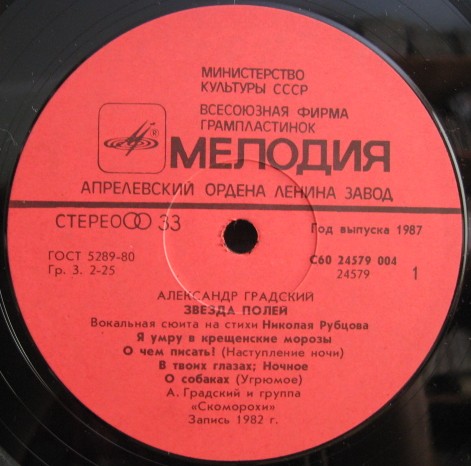 МИНИСТЕРСТВО
КУЛЬТУРЫ СССР
ВСЕСОЮЗНАЯ ФИРМА
ГРАМПЛАСТИНОК
МЕЛОДИЯ
АПРЕЛЕВСКИЙ ОРДЕНА ЛЕНИНА ЗАВОД
СТЕРЕО 33
Год выпуска 1987
ГОСТ 5289-80
Гр. 3. 2-25
С60 24579 004
24579 1
АЛЕКСАНДР ГРАДСКИЙ
ЗВЕЗДА ПОЛЕЙ
Вокальная сюита на стихи Николая Рубцова
Я умру в крещенские морозы
О чем писать! (Наступление ночи)
В твоих глазах; Ночное
О собаках (Угрюмое)
А. Градский и группа
«Скоморохи»
Запись 1982 г.